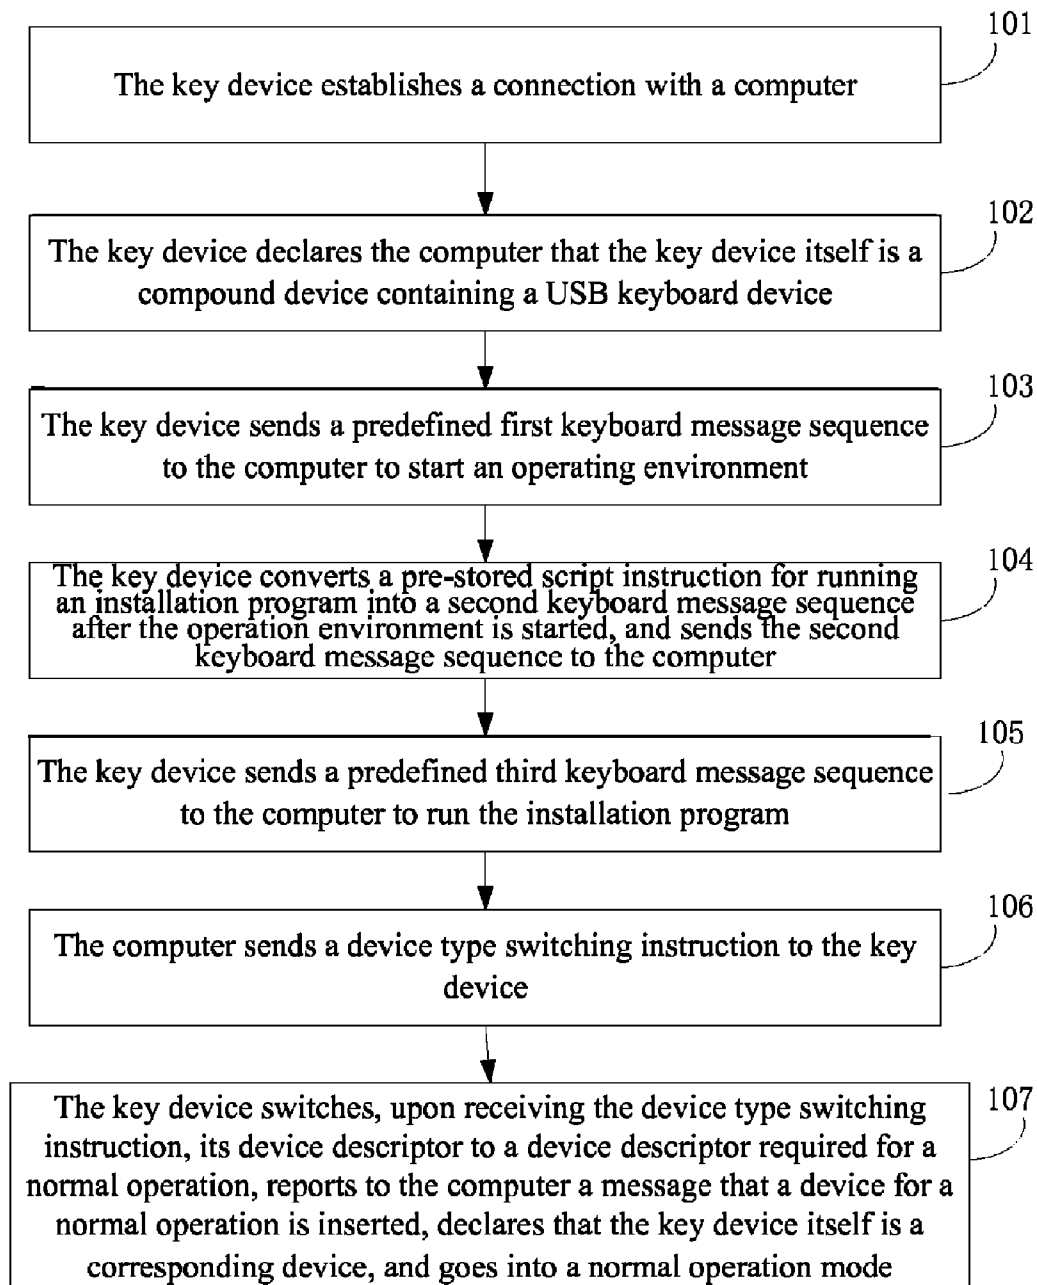 101
The key device establishes a connection with a computer
102
The key device declares the computer that the key device itself is a
compound device containing a USB keyboard device
103
The key device sends a predefined first keyboard message sequence
to the computer to start an operating environment
104
The key device converts a pre-stored script instruction for running
an installation program into a second keyboard message sequence
after the operation environment is started, and sends the second
keyboard message sequence to the computer
105
The key device sends a predefined third keyboard message sequence
to the computer to run the installation program
106
The computer sends a device type switching instruction to the key
device
107
The key device switches, upon receiving the device type switching
instruction, its device descriptor to a device descriptor required for a
normal operation, reports to the computer a message that a device for a
normal operation is inserted, declares that the key device itself is a
corresponding device, and goes into a normal operation mode